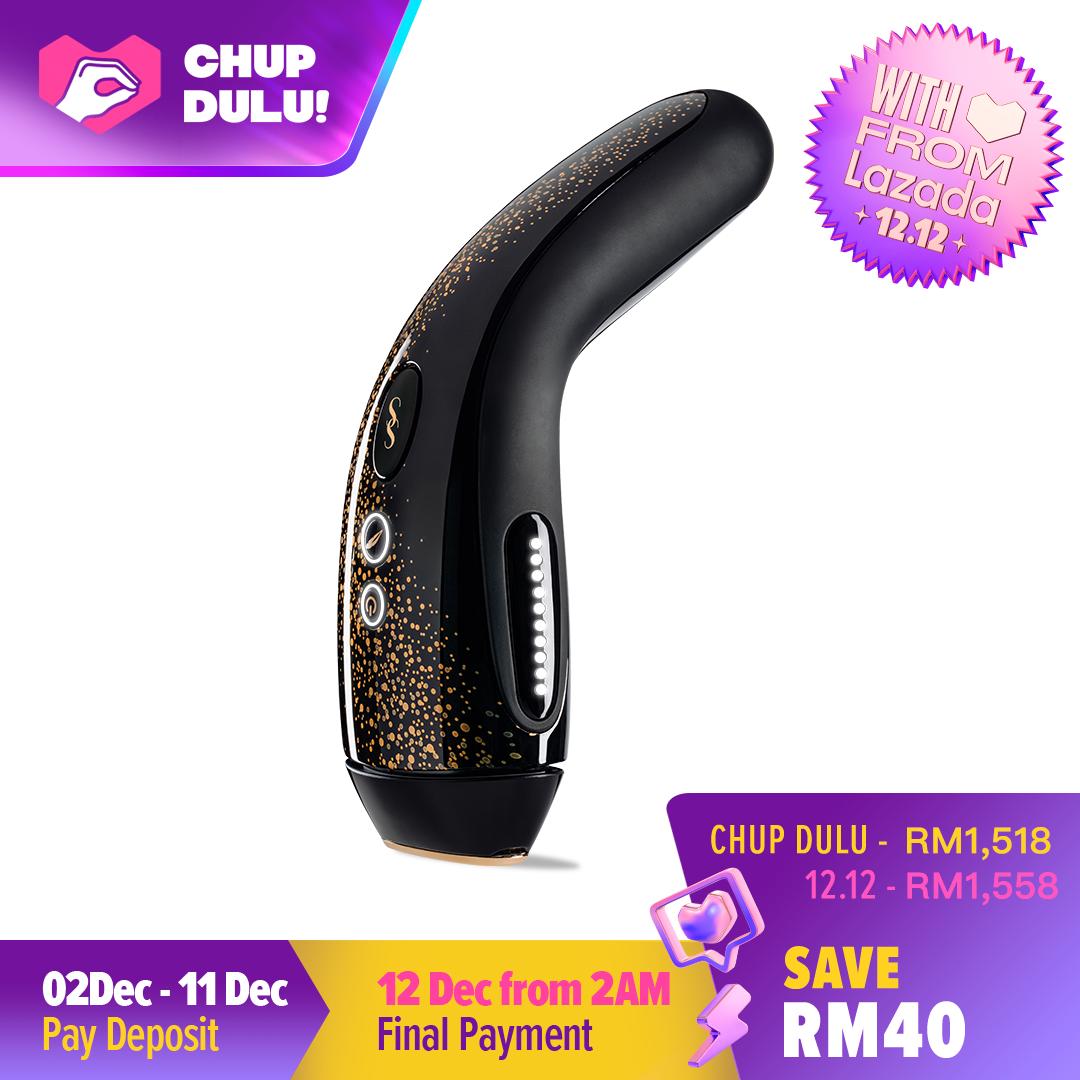 CHUP
DULU!
WITH
FROM
Lazada
12.12
SS
CHUP DULU - RM1,518
12.12 - RM1,558
SAVE
RM40
02Dec - 11 Dec
Pay Deposit
12 Dec from 2AM
Final Payment